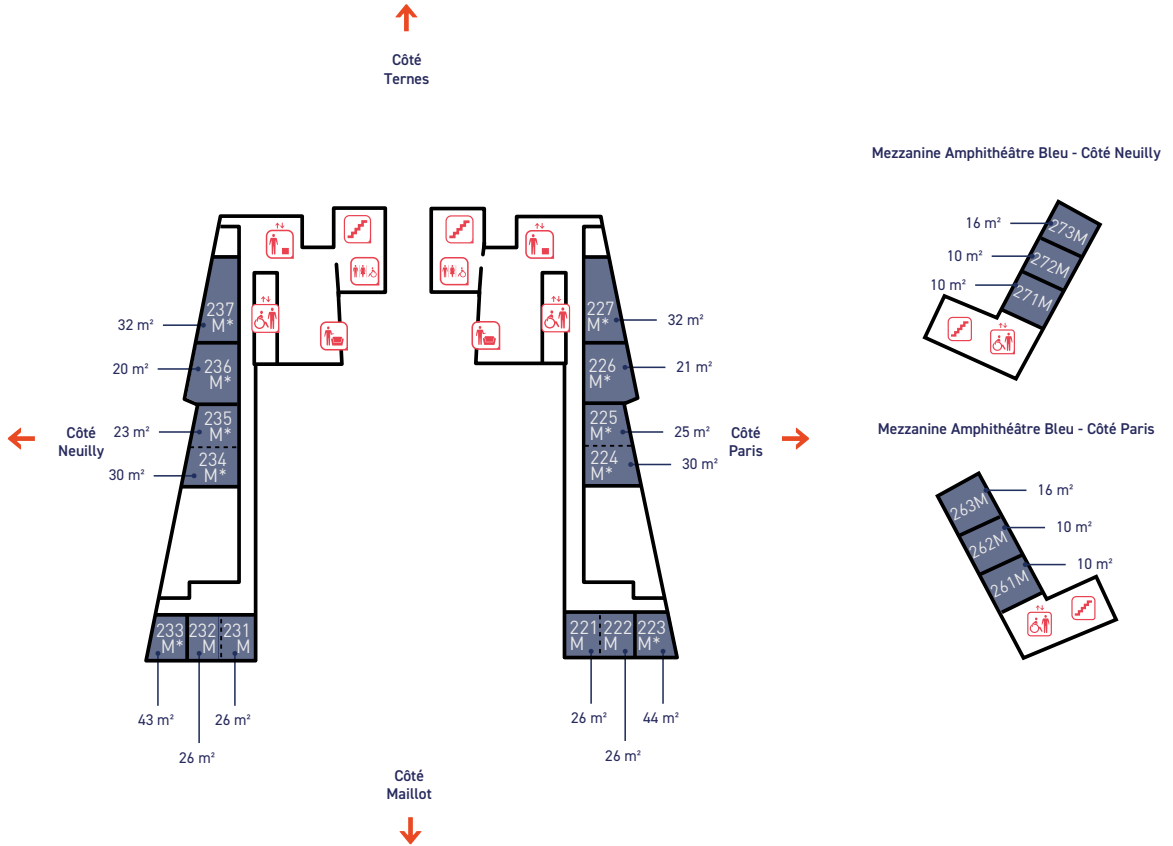 Côté
Ternes
Mezzanine Amphithéâtre Bleu - Côté Neuilly
16 m²
273M
10 m²
272M
10 m²
271M
237
M*
32 m²
236
M*
20 m²
235
M*
23 m²
234
M*
30 m²
Côté
Neuilly
227
M*
32 m²
226
M*
21 m²
225
M*
25 m²
224
M*
30 m²
Côté
Paris
Mezzanine Amphithéâtre Bleu - Côté Paris
263M
16 m²
262M
10 m²
261M
10 m²
233
M*
232
M
231
M
43 m²
26 m²
26 m²
221
M
222
M
223
M*
26 m²
44 m²
26 m²
Côté
Maillot